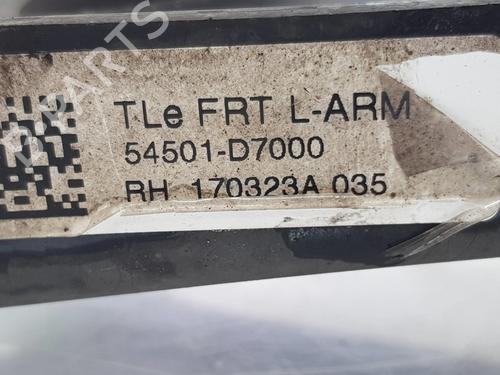 TLe FRT L-ARM
54501-D7000
RH 170323A 035